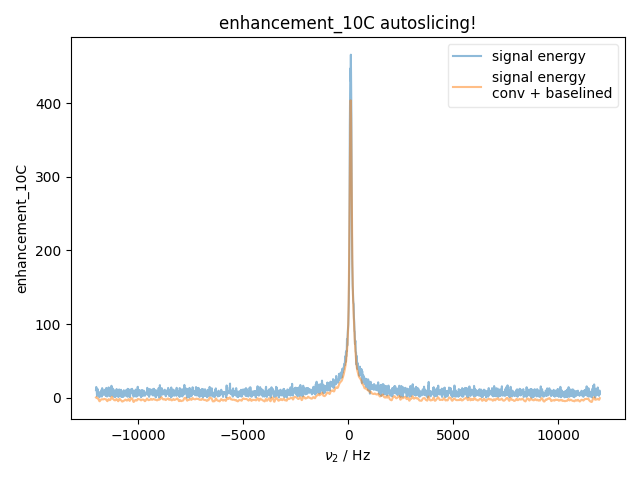 enhancement_10C autoslicing!
signal energy
signal energy
conv + baselined
enhancement_10C
400
300
200
100
0
−10000 −5000 0 5000 10000
ν₂ / Hz